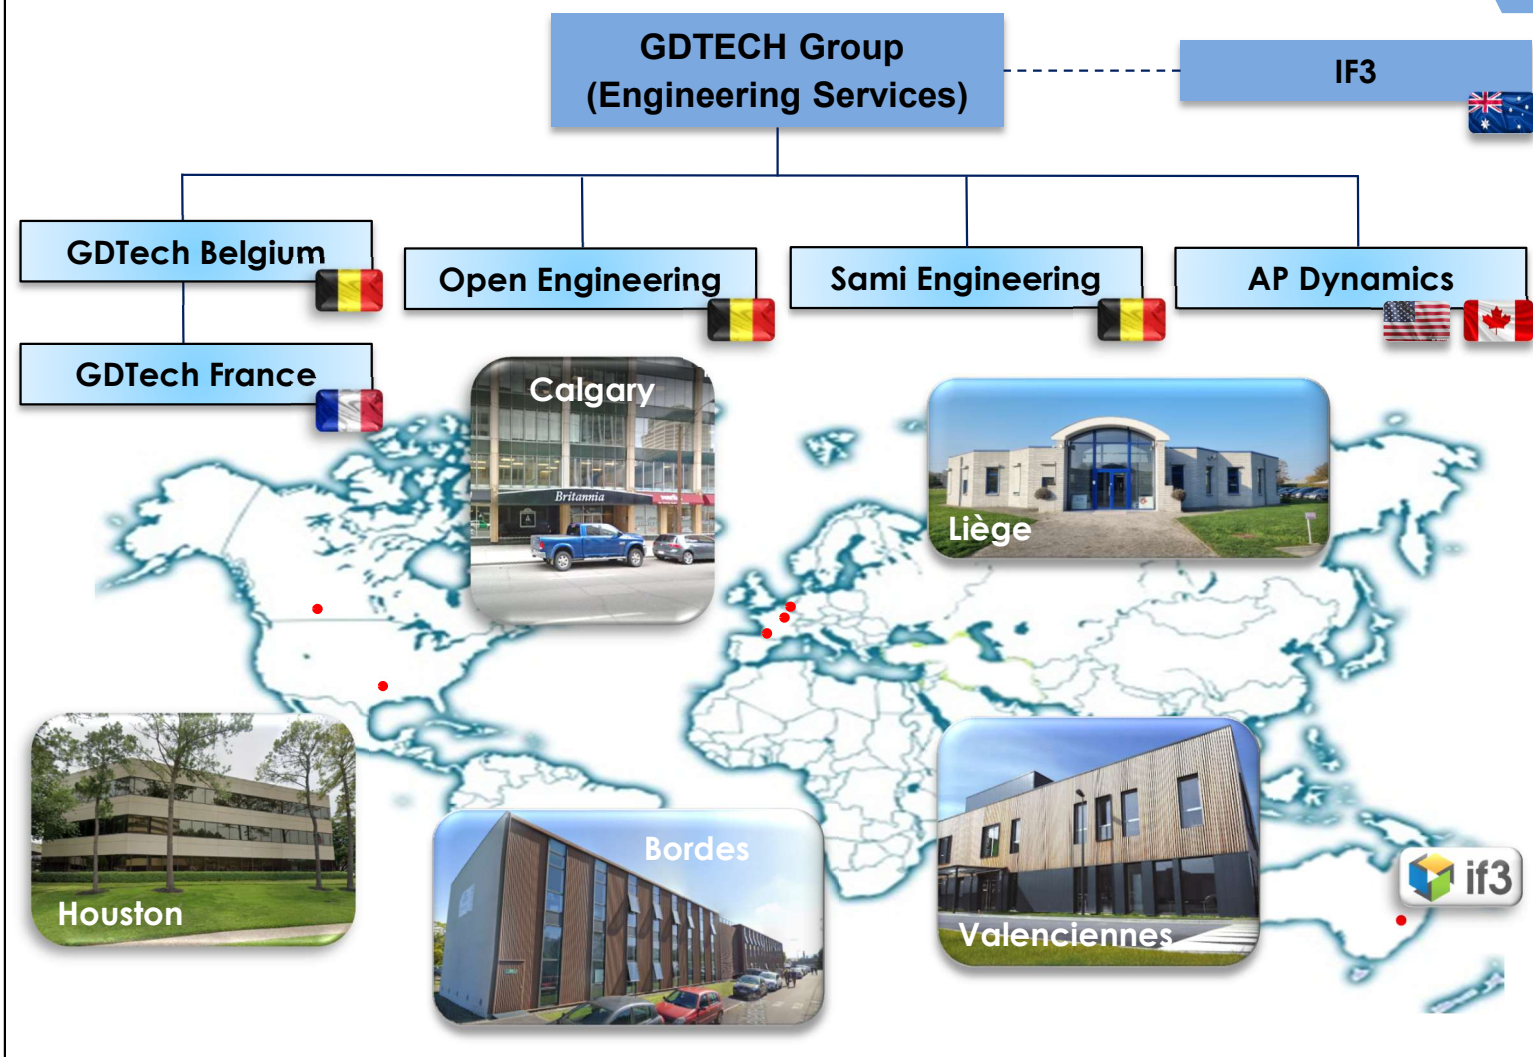 GDTECH Group
(Engineering Services)
IF3
GDTech Belgium
Open Engineering
Sami Engineering
AP Dynamics
GDTech France
Calgary
Britannia
Liège
Houston
Bordes
Valenciennes
if3